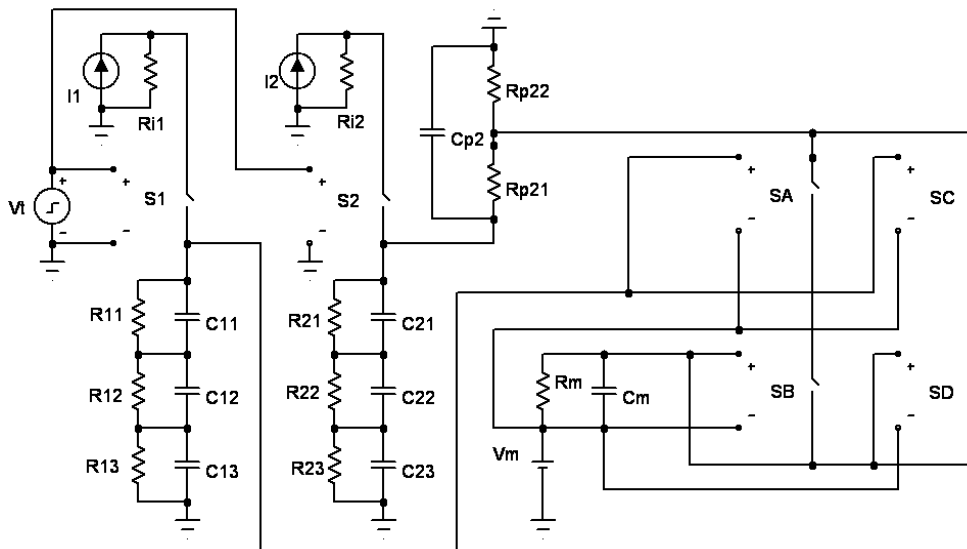 I1
Ri1
I2
Ri2
Cp2
Rp22
Rp21
Vt
+
−
+
−
S1
+
−
S2
+
−
SA
+
−
SC
R11
C11
R12
C12
R13
C13
R21
C21
R22
C22
R23
C23
Rm
Cm
Vm
+
−
SB
+
−
SD